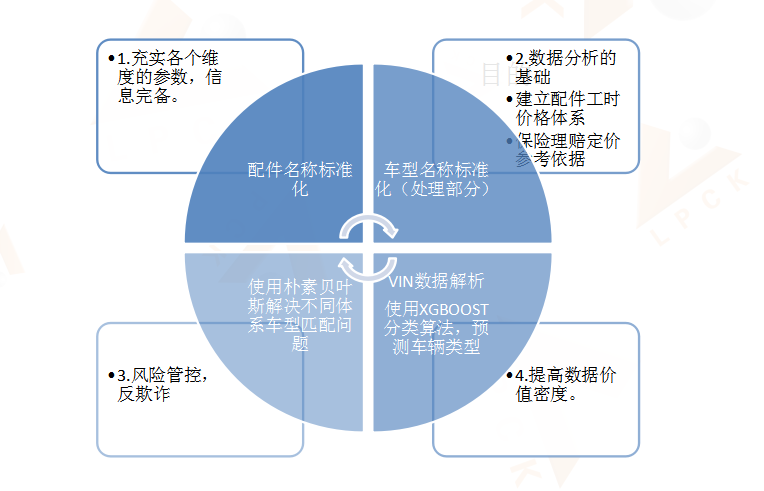 •1.充实各个维
度的参数，信
息完备。
目的
•2.数据分析的
基础
•建立配件工时
价格体系
•保险理赔定价
参考依据
配件名称标准
化
车型名称标准
化（处理部分）
使用朴素贝叶
斯解决不同体
系车型匹配问
题
VIN数据解析
使用XGBOOST
分类算法，预
测车辆类型
•3.风险管控，
反欺诈
•4.提高数据价
值密度。
LPCK